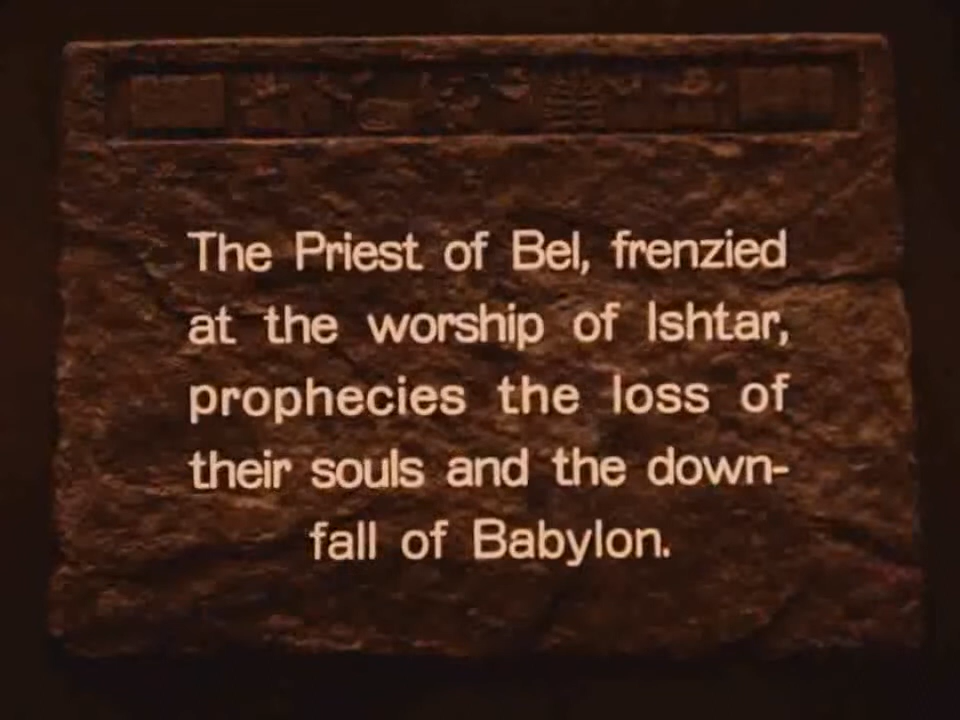 The Priest of Bel, frenzied
at the worship of Ishtar,
prophecies the loss of
their souls and the down-
fall of Babylon.